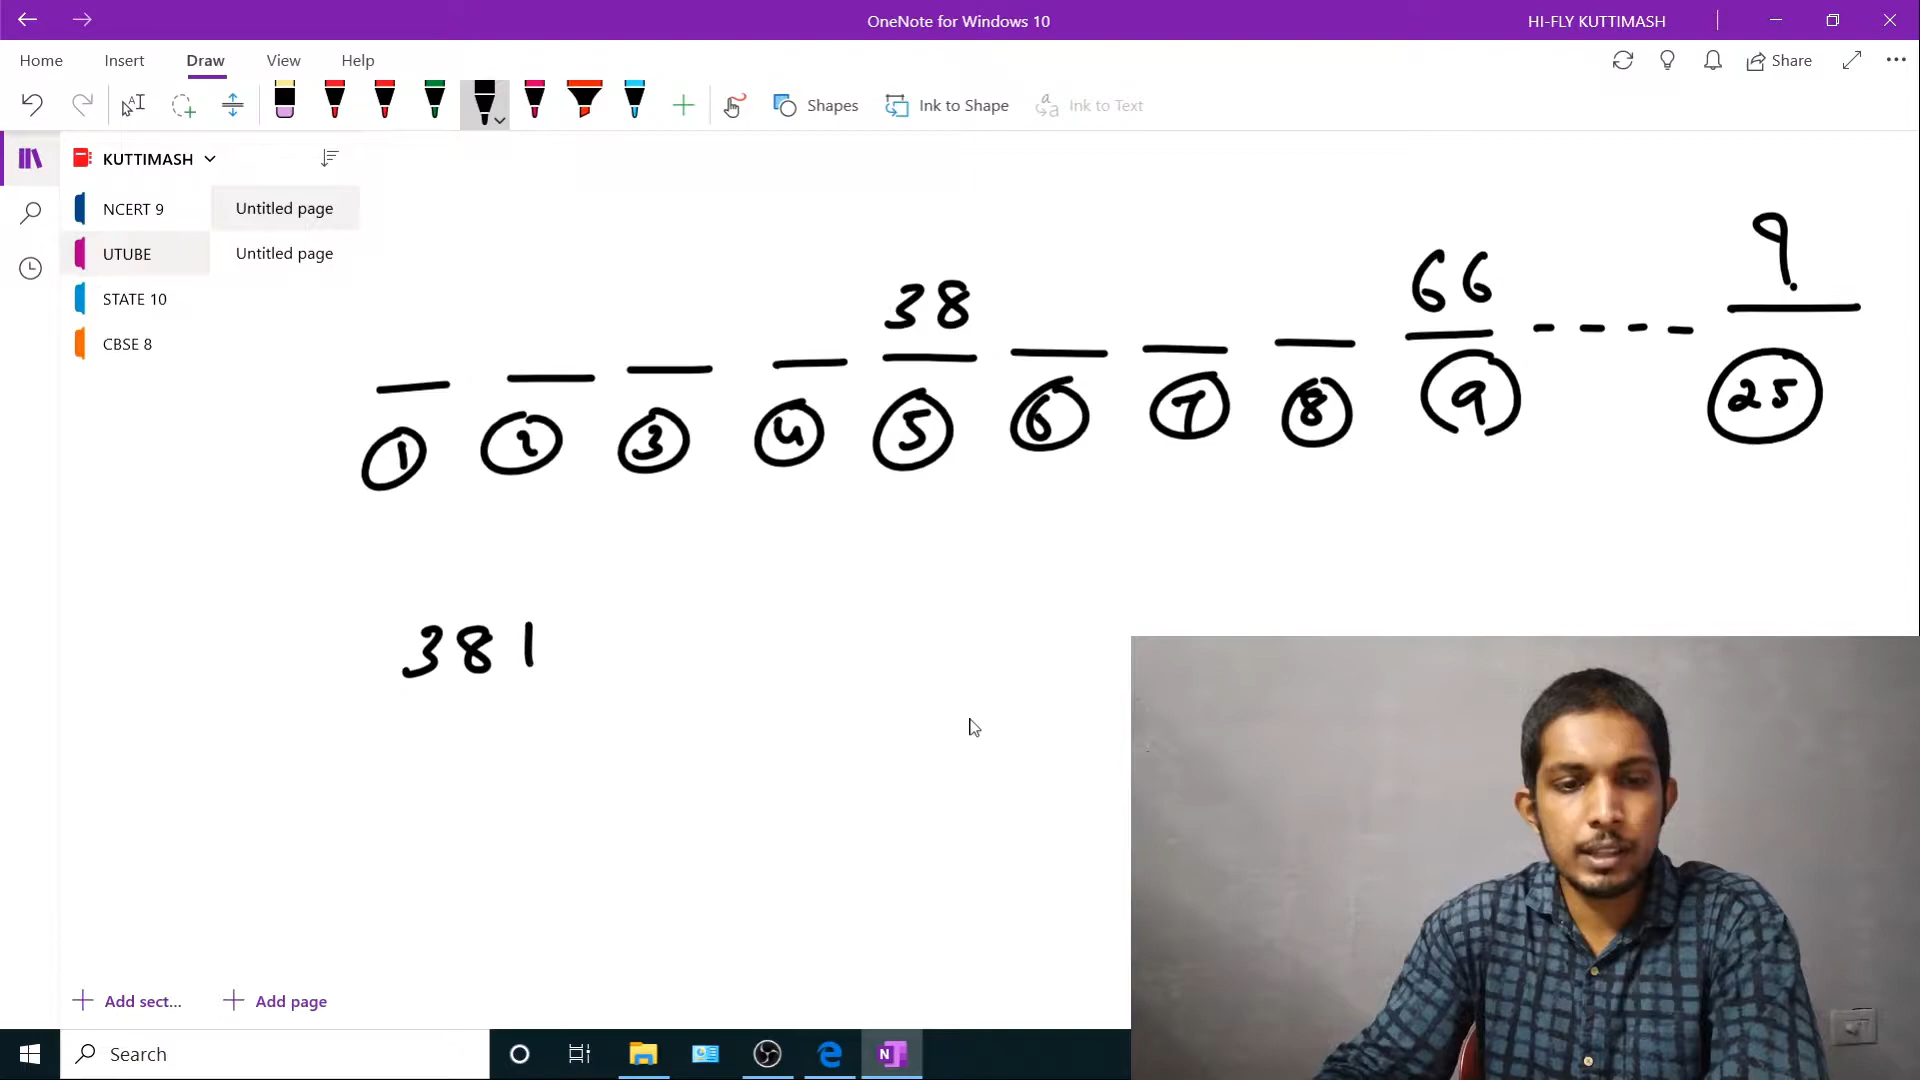 OneNote for Windows 10
HI-FLY KUTTIMASH
Home Insert Draw View Help
Share
Shapes
Ink to Shape
Ink to Text
KUTTIMASH
NCERT 9
Untitled page
UTUBE
Untitled page
STATE 10
CBSE 8
38 66 ?
1 2 3 4 5 6 7 8 9 25
381
Add sect...
Add page
Search